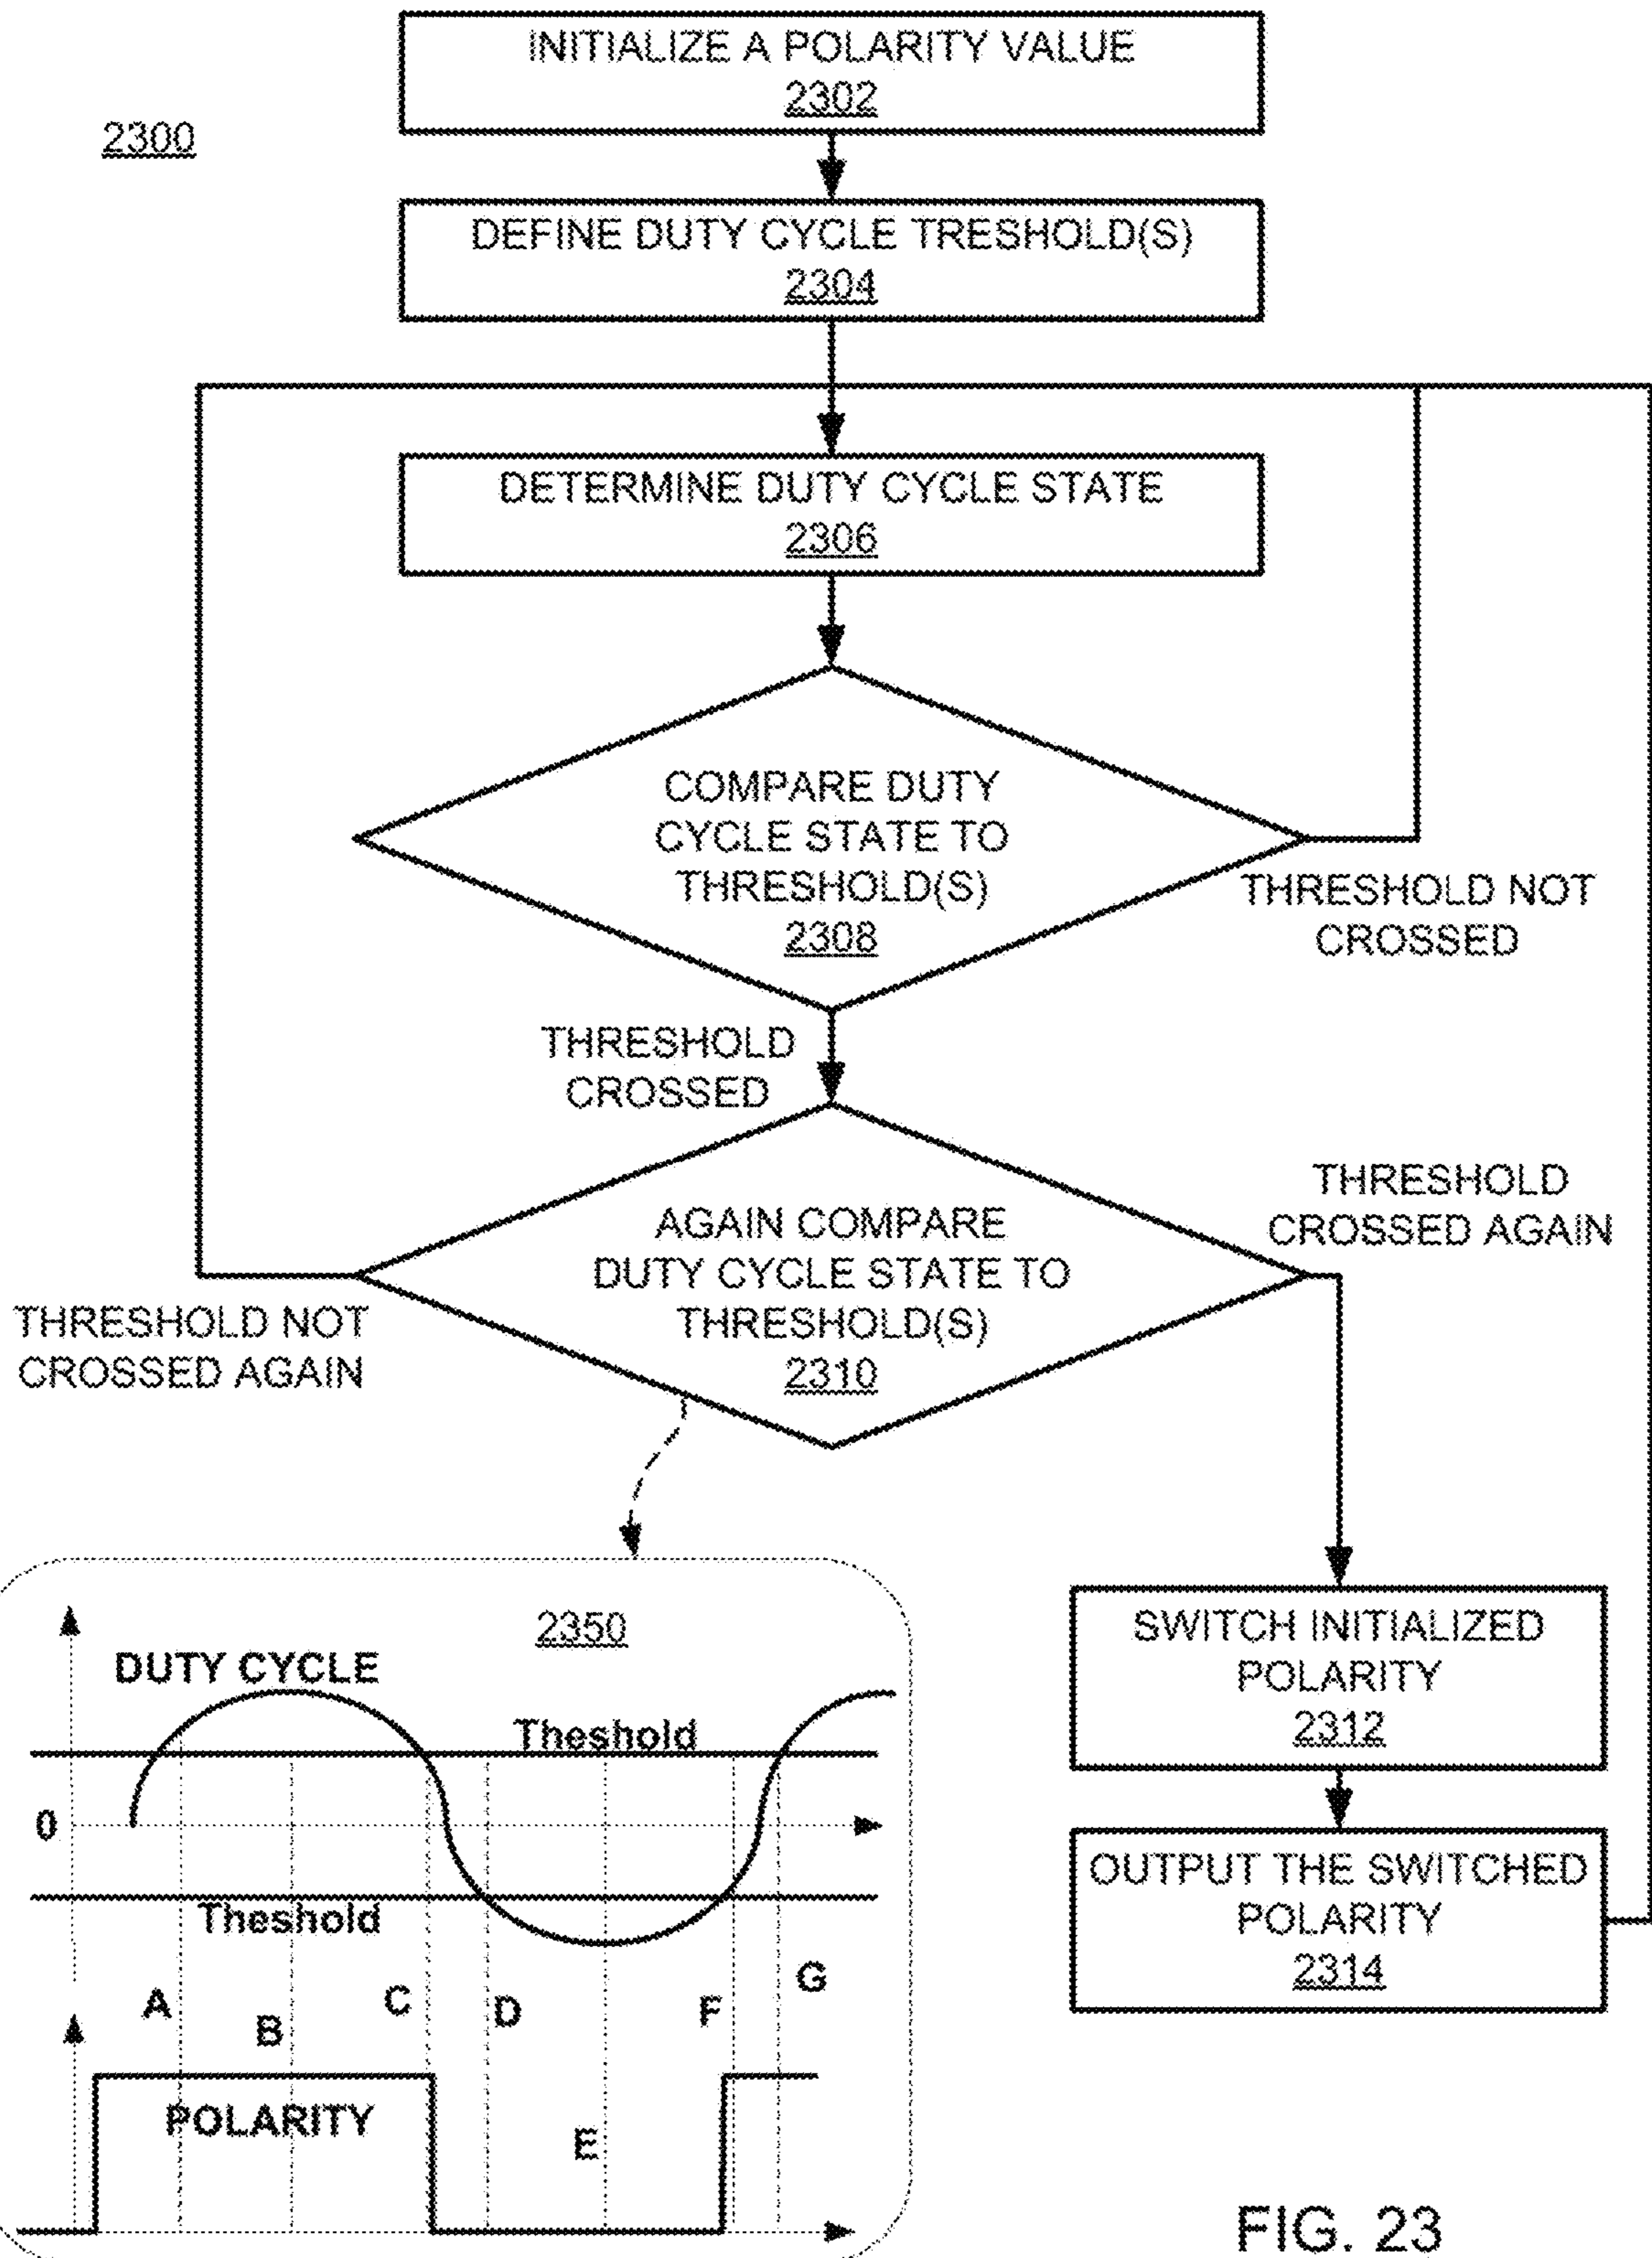 INITIALIZE A POLARITY VALUE
2302
2300
DEFINE DUTY CYCLE TRESHOLD(S)
2304
DETERMINE DUTY CYCLE STATE
2306
COMPARE DUTY
CYCLE STATE TO
THRESHOLD(S)
2308
THRESHOLD NOT
CROSSED
THRESHOLD
CROSSED
AGAIN COMPARE
DUTY CYCLE STATE TO
THRESHOLD(S)
2310
THRESHOLD
CROSSED AGAIN
THRESHOLD NOT
CROSSED AGAIN
SWITCH INITIALIZED
POLARITY
2312
OUTPUT THE SWITCHED
POLARITY
2314
2350
DUTY CYCLE
Theshold
0
Theshold
A
B
C
D
E
F
G
POLARITY
FIG. 23